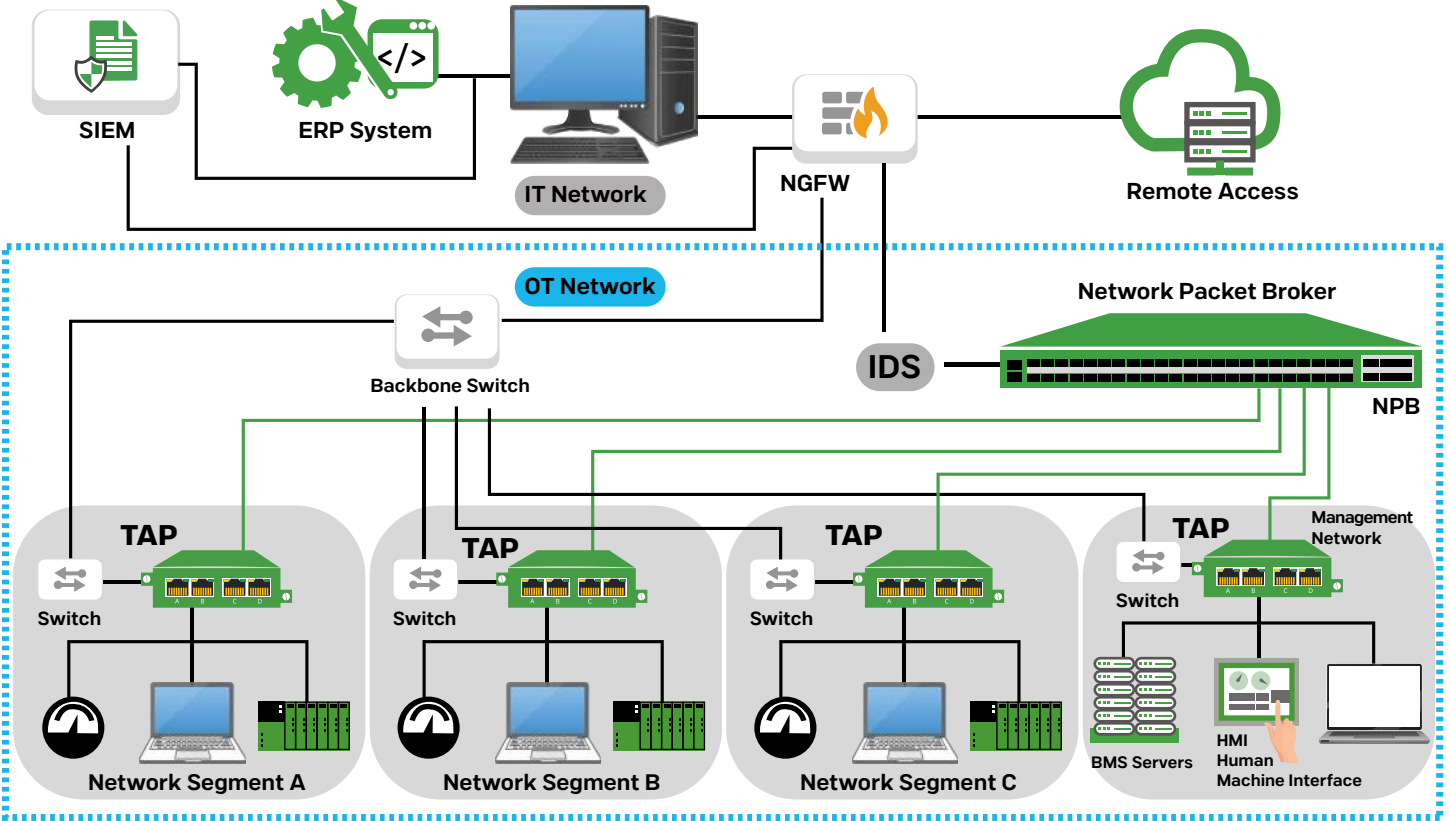 </>
SIEM
ERP System
IT Network
NGFW
Remote Access
OT Network
Network Packet Broker
IDS
Backbone Switch
NPB
TAP
Switch
A B C D
Network Segment A
TAP
Switch
A B C D
Network Segment B
TAP
Switch
A B C D
Network Segment C
TAP
Management
Network
Switch
A B C D
BMS Servers
HMI
Human
Machine Interface